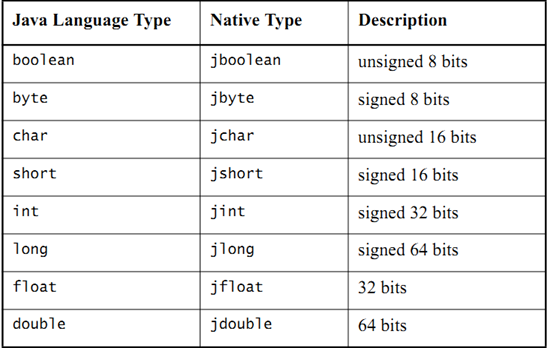 Java Language Type Native Type Description
boolean jboolean unsigned 8 bits
byte jbyte signed 8 bits
char jchar unsigned 16 bits
short jshort signed 16 bits
int jint signed 32 bits
long jlong signed 64 bits
float jfloat 32 bits
double jdouble 64 bits